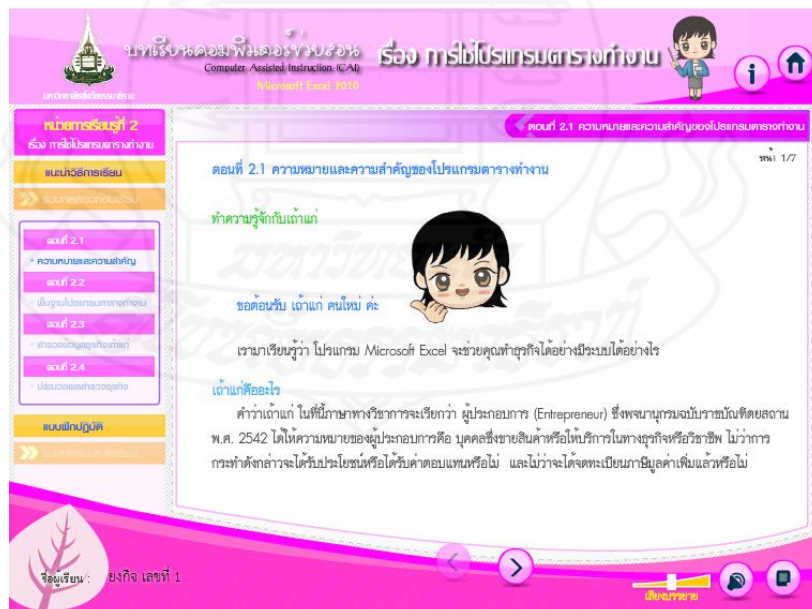 บทเรียนคอมพิวเตอร์ช่วยสอน
Computer Assisted Instruction (CAI)
Microsoft Excel 2010
เรื่อง การใช้โปรแกรมตารางทำงาน
มหาวิทยาลัยสุโขทัยธรรมาธิราช
หน่วยการเรียนรู้ที่ 2
เรื่อง การใช้โปรแกรมตารางทำงาน
แนะนำวิธีการเรียน
แบบทดสอบก่อนเรียน
ตอนที่ 2.1
ความหมายและความสำคัญ
ตอนที่ 2.2
พื้นฐานโปรแกรมตารางทำงาน
ตอนที่ 2.3
สำรวจข้อมูลธุรกิจเถ้าแก่
ตอนที่ 2.4
ประมวลผลสำรวจธุรกิจ
แบบฝึกปฏิบัติ
แบบทดสอบหลังเรียน
ตอนที่ 2.1 ความหมายและความสำคัญของโปรแกรมตารางทำงาน
หน้า 1/7
ตอนที่ 2.1 ความหมายและความสำคัญของโปรแกรมตารางทำงาน
ทำความรู้จักกับเถ้าแก่
ขอต้อนรับ เถ้าแก่ คนใหม่ ค่ะ
เรามาเรียนรู้ว่า โปรแกรม Microsoft Excel จะช่วยคุณทำธุรกิจได้อย่างมีระบบได้อย่างไร
เถ้าแก่คืออะไร
คำว่าเถ้าแก่ ในที่นี้ภาษาทางวิชาการจะเรียกว่า ผู้ประกอบการ (Entrepreneur) ซึ่งพจนานุกรมฉบับราชบัณฑิตยสถาน
พ.ศ. 2542 ได้ให้ความหมายของผู้ประกอบการคือ บุคคลซึ่งขายสินค้าหรือให้บริการในทางธุรกิจหรือวิชาชีพ ไม่ว่าการ
กระทำดังกล่าวจะได้รับประโยชน์หรือได้รับค่าตอบแทนหรือไม่ และไม่ว่าจะได้จดทะเบียนภาษีมูลค่าเพิ่มแล้วหรือไม่
ชื่อผู้เรียน : ยงกิจ เลขที่ 1
เสียงบรรยาย